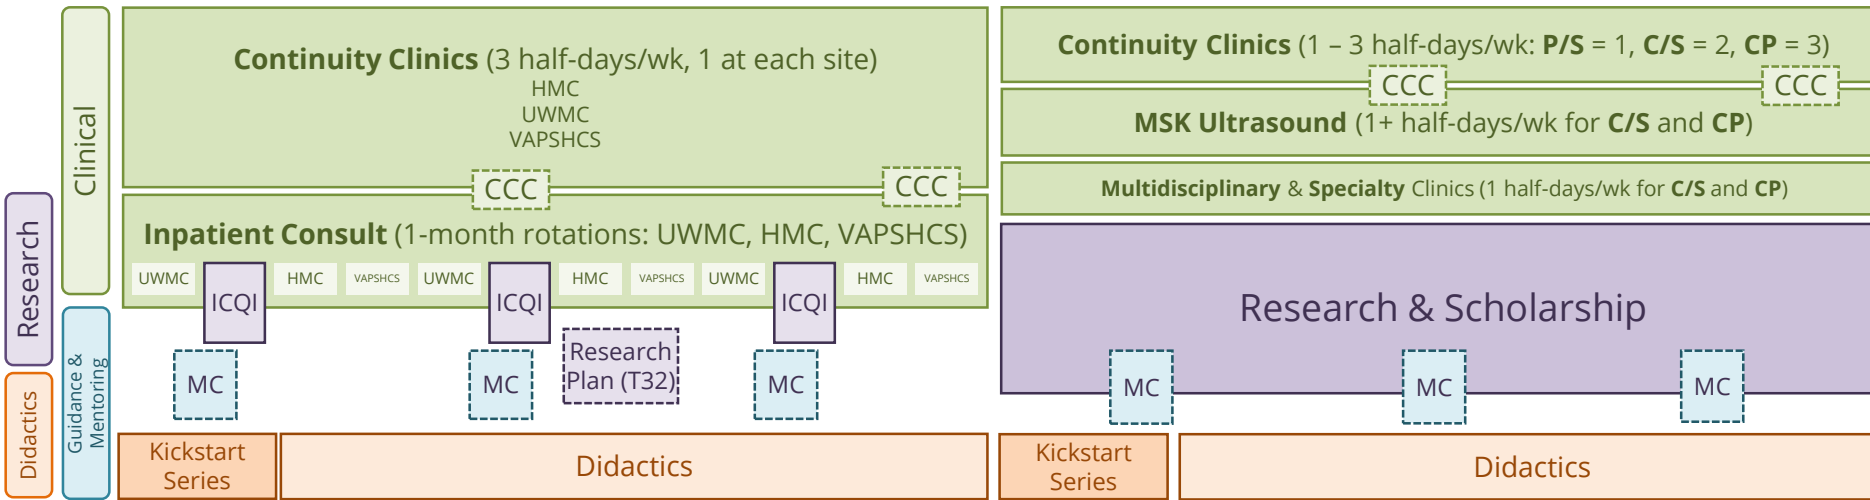 Clinical
Research
Guidance &
Mentoring
Didactics
Continuity Clinics (3 half-days/wk, 1 at each site)
HMC
UWMC
VAPSHCS
CCC
CCC
Inpatient Consult (1-month rotations: UWMC, HMC, VAPSHCS)
UWMC
ICQI
HMC
VAPSHCS
UWMC
ICQI
HMC
VAPSHCS
UWMC
ICQI
HMC
VAPSHCS
MC
MC
Research
Plan (T32)
MC
Kickstart
Series
Didactics
Continuity Clinics (1 – 3 half-days/wk: P/S = 1, C/S = 2, CP = 3)
CCC
CCC
MSK Ultrasound (1+ half-days/wk for C/S and CP)
Multidisciplinary & Specialty Clinics (1 half-days/wk for C/S and CP)
Research & Scholarship
MC
MC
MC
Kickstart
Series
Didactics